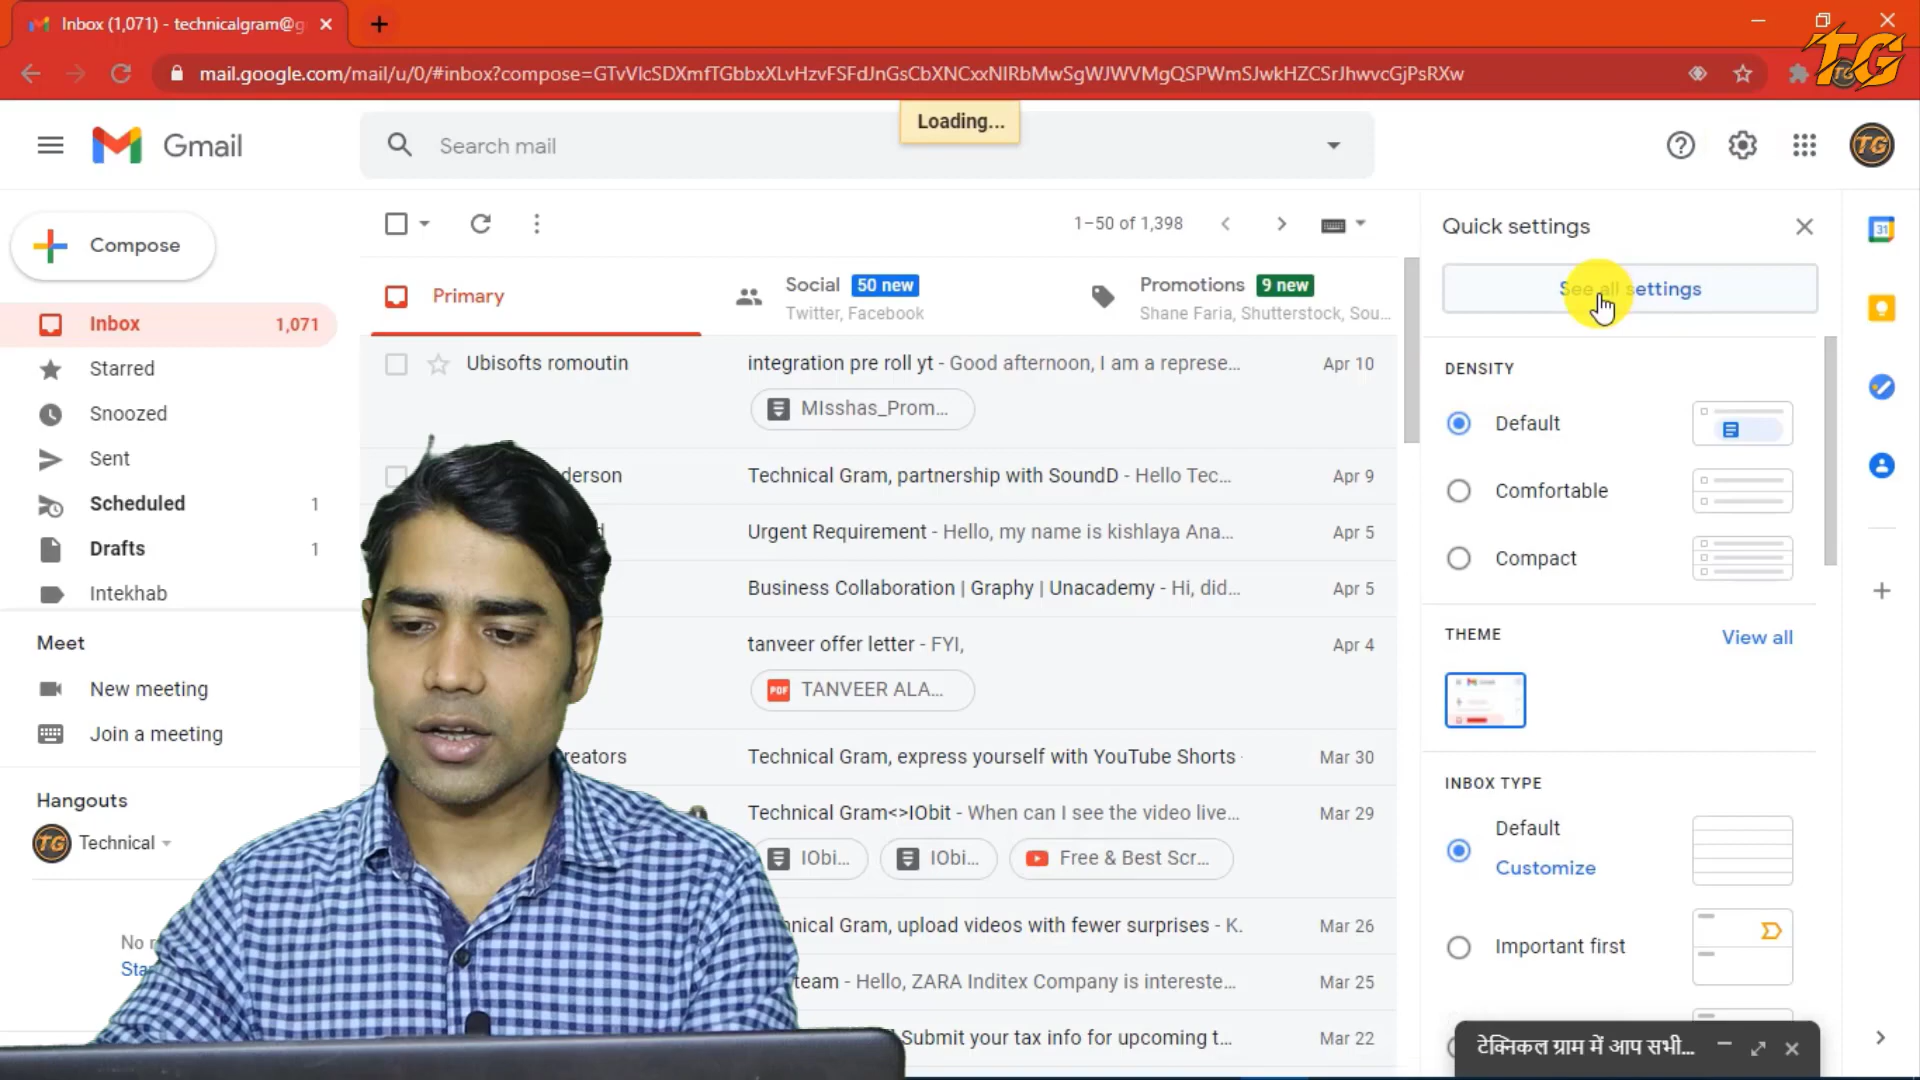 Inbox (1,071) - technicalgram@g
TG
mail.google.com/mail/u/0/#inbox?compose=GTvVlcSDXmfTGbbxXLvHzvFSFdJnGsCbXNCxxNIRbMwSgWJWVMgQSPWmSJwkHZCSrJhwvcGjPsRXw
Loading...
Gmail
Search mail
TG
Compose
1–50 of 1,398
Quick settings
31
Primary
Social 50 new
Twitter, Facebook
Promotions 9 new
Shane Faria, Shutterstock, Sou...
See all settings
Inbox 1,071
Starred
Snoozed
Sent
Scheduled 1
Drafts 1
Intekhab
Ubisofts romoutin integration pre roll yt - Good afternoon, I am a represe... Apr 10
MIsshas_Prom...
derson Technical Gram, partnership with SoundD - Hello Tec... Apr 9
Urgent Requirement - Hello, my name is kishlaya Ana... Apr 5
Business Collaboration | Graphy | Unacademy - Hi, did... Apr 5
tanveer offer letter - FYI, Apr 4
PDF TANVEER ALA...
reators Technical Gram, express yourself with YouTube Shorts - Mar 30
Technical Gram<>IObit - When can I see the video live... Mar 29
IObi... IObi... Free & Best Scr...
nical Gram, upload videos with fewer surprises - K. Mar 26
team - Hello, ZARA Inditex Company is intereste... Mar 25
Submit your tax info for upcoming t... Mar 22
DENSITY
Default
Comfortable
Compact
THEME View all
INBOX TYPE
Default
Customize
Important first
Meet
New meeting
Join a meeting
Hangouts
TG Technical
No
Sta
टेक्निकल ग्राम में आप सभी...